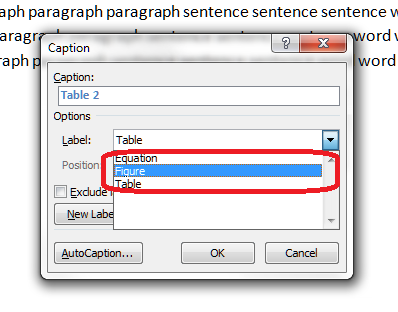 aph paragraph paragraph sentence sentence sentence w
Caption
Caption:
Table 2
Options
Label: Table
Equation
Position:
Figure
Table
Exclude
New Labe
AutoCaption... OK Cancel
word
word